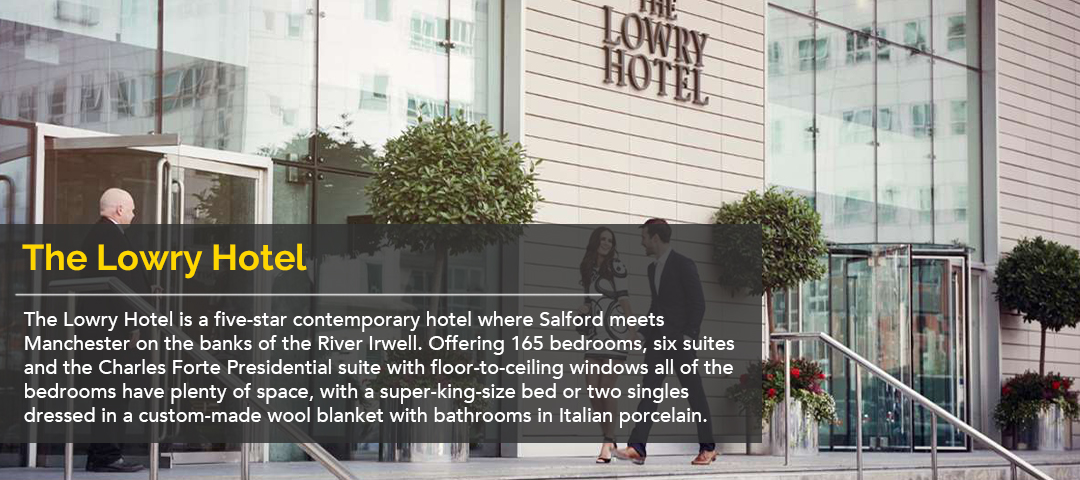 THE
LOWRY
HOTEL
The Lowry Hotel
The Lowry Hotel is a five-star contemporary hotel where Salford meets
Manchester on the banks of the River Irwell. Offering 165 bedrooms, six suites
and the Charles Forte Presidential suite with floor-to-ceiling windows all of the
bedrooms have plenty of space, with a super-king-size bed or two singles
dressed in a custom-made wool blanket with bathrooms in Italian porcelain.